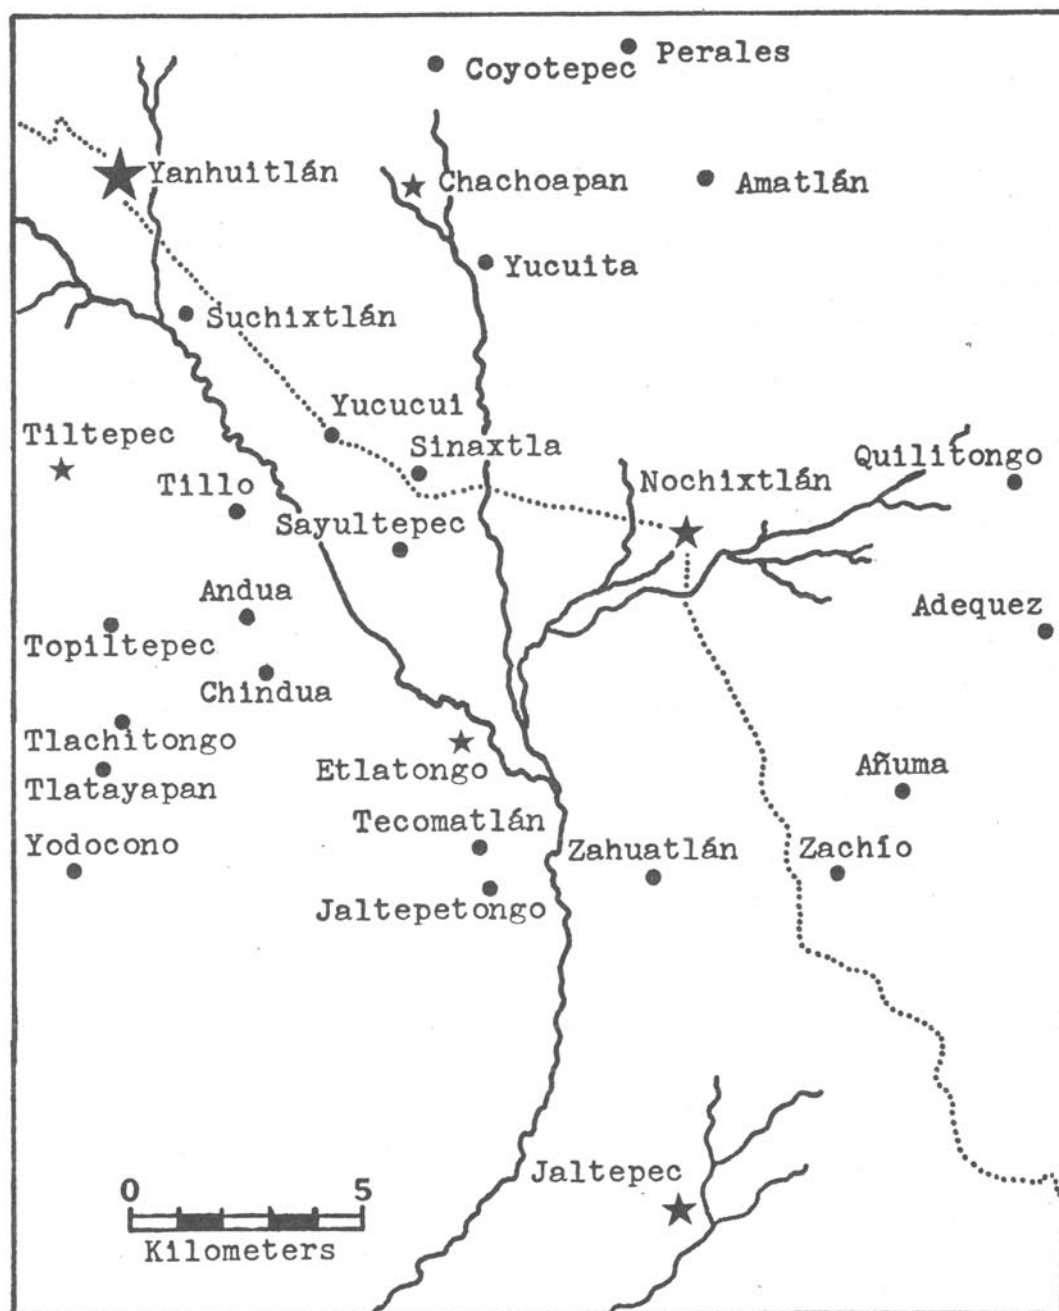 Coyotepec
Perales
Yanhuitlán
Chachoapan
Amatlán
Yucuita
Suchixtlán
Yucucui
Tiltepec
Sinaxtla
Quilitongo
Tillo
Nochixtlán
Sayultepec
Andua
Adequez
Topiltepec
Chindua
Tlachitongo
Etlatongo
Añuma
Tlatayapan
Tecomatlán
Yodocono
Zahuatlán
Zachío
Jaltepetongo
Jaltepec
0 5
Kilometers